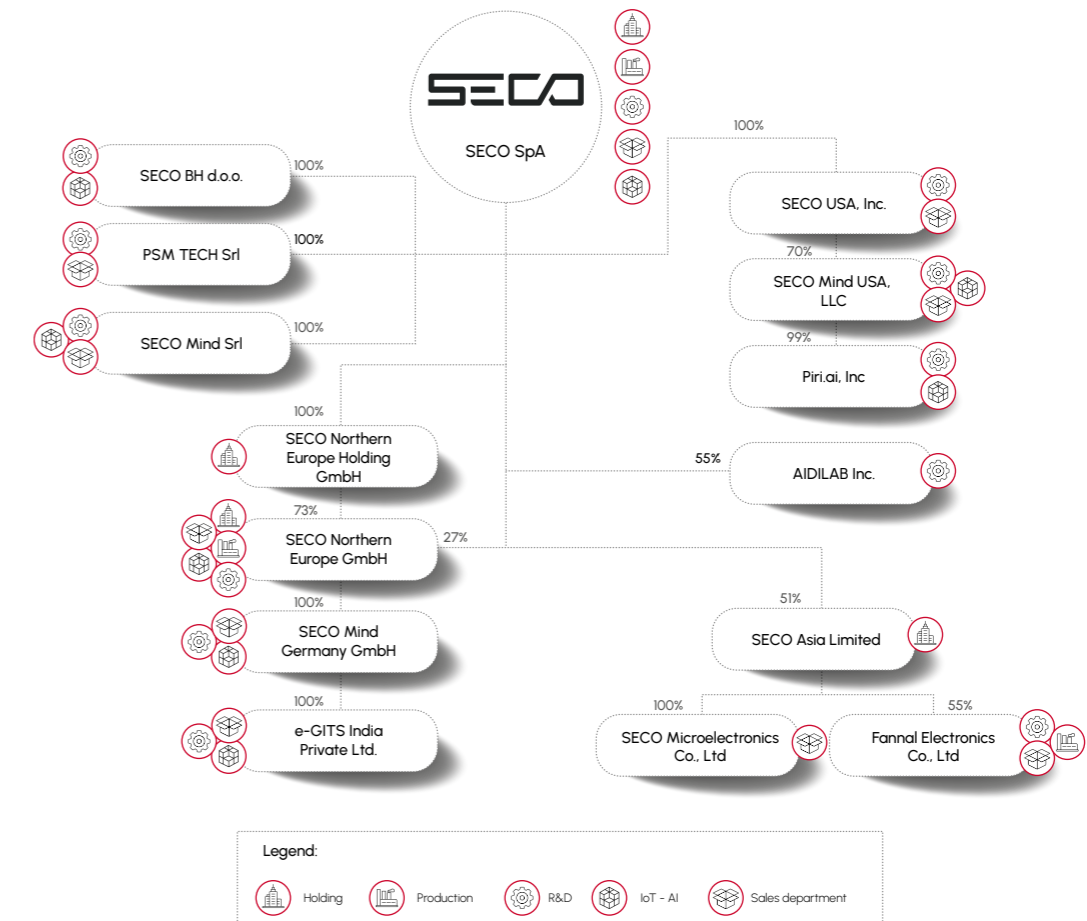 SECO
SECO SpA
100%
SECO BH d.o.o.
100%
PSM TECH Srl
100%
SECO Mind Srl
100%
SECO USA, Inc.
70%
SECO Mind USA,
LLC
99%
Piri.ai, Inc
55%
AIDILAB Inc.
100%
SECO Northern
Europe Holding
GmbH
73%
SECO Northern
Europe GmbH
27%
100%
SECO Mind
Germany GmbH
100%
e-GITS India
Private Ltd.
51%
SECO Asia Limited
100%
SECO Microelectronics
Co., Ltd
55%
Fannal Electronics
Co., Ltd
Legend:
Holding
Production
R&D
IoT - AI
Sales department